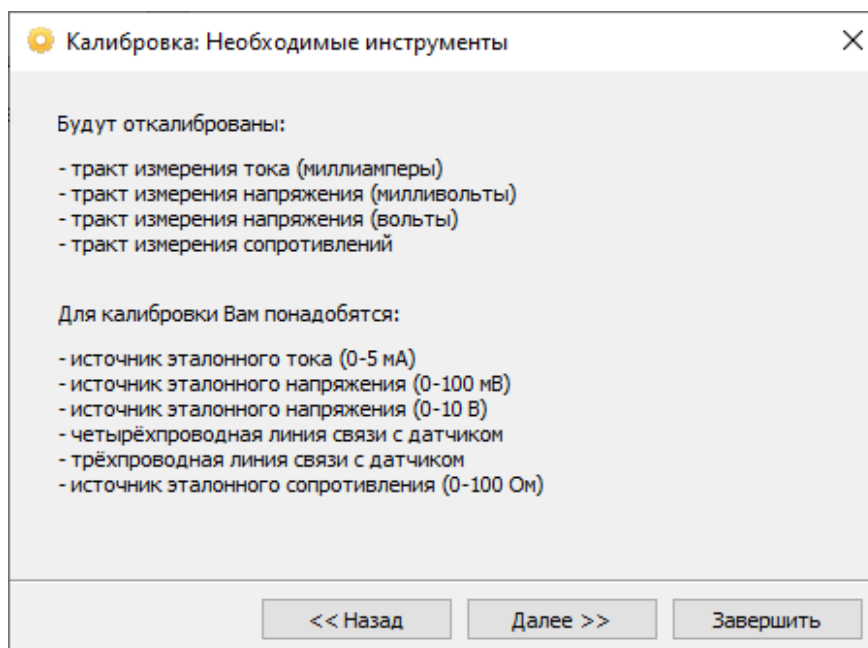 Калибровка: Необходимые инструменты
Будут откалиброваны:
- тракт измерения тока (миллиамперы)
- тракт измерения напряжения (милливольты)
- тракт измерения напряжения (вольты)
- тракт измерения сопротивлений
Для калибровки Вам понадобятся:
- источник эталонного тока (0-5 мА)
- источник эталонного напряжения (0-100 мВ)
- источник эталонного напряжения (0-10 В)
- четырёхпроводная линия связи с датчиком
- трёхпроводная линия связи с датчиком
- источник эталонного сопротивления (0-100 Ом)
<< Назад Далее >> Завершить